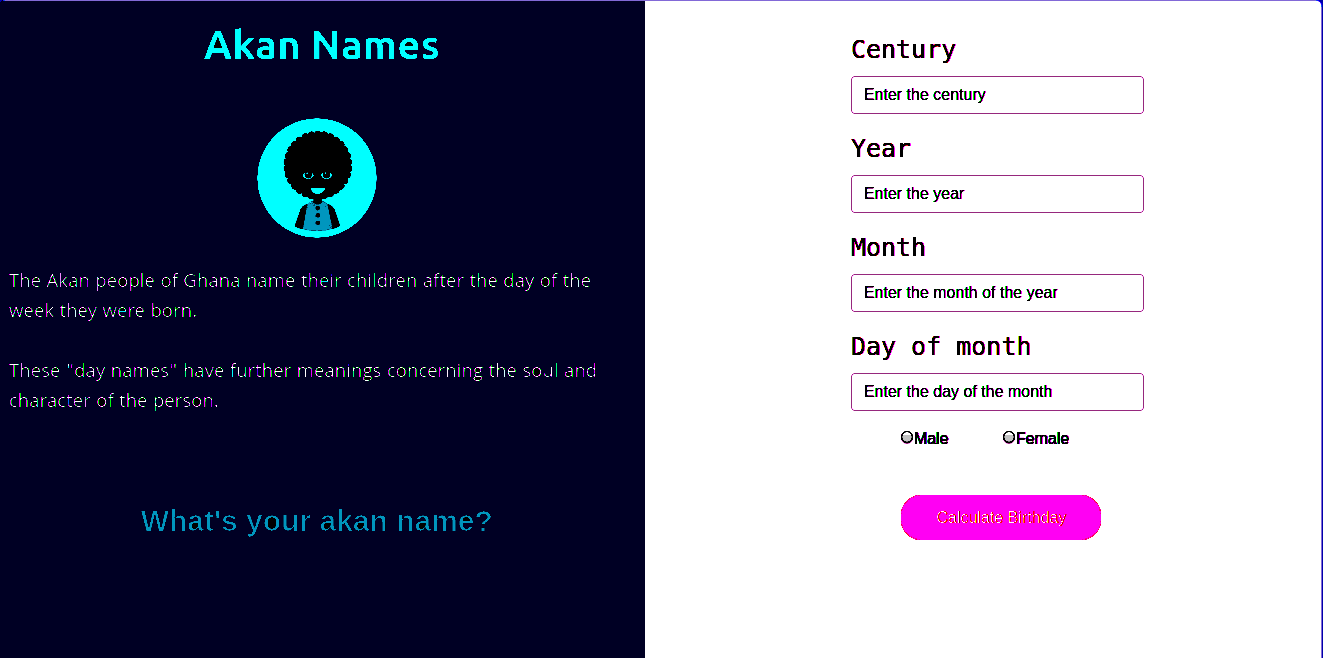 Akan Names
The Akan people of Ghana name their children after the day of the
week they were born.
These "day names" have further meanings concerning the soul and
character of the person.
What's your akan name?
Century
Enter the century
Year
Enter the year
Month
Enter the month of the year
Day of month
Enter the day of the month
Male Female
Calculate Birthday